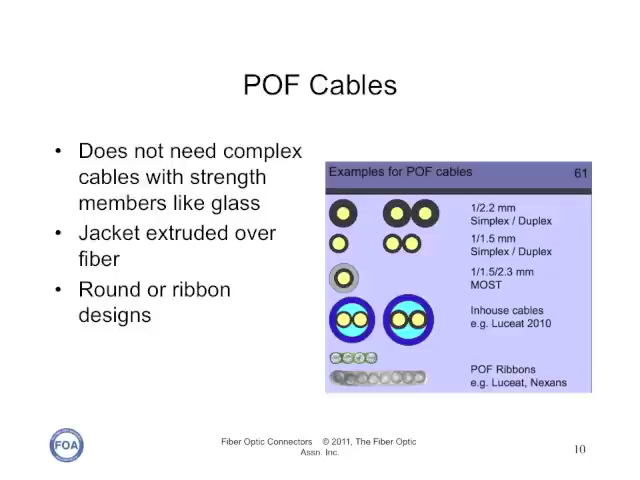 POF Cables
• Does not need complex
cables with strength
members like glass
• Jacket extruded over
fiber
• Round or ribbon
designs
Examples for POF cables 61
1/2.2 mm
Simplex / Duplex
1/1.5 mm
Simplex / Duplex
1/1.5/2.3 mm
MOST
Inhouse cables
e.g. Luceat 2010
POF Ribbons
e.g. Luceat, Nexans
FOA
Fiber Optic Connectors © 2011, The Fiber Optic
Assn. Inc.
10